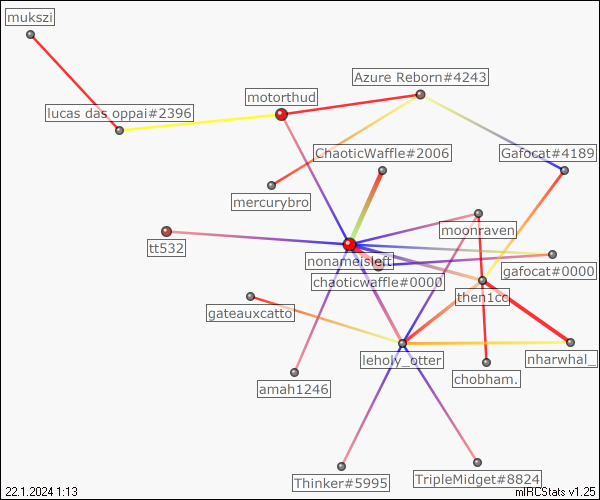 mukszi
Azure Reborn#4243
motorthud
lucas das oppai#2396
ChaoticWaffle#2006
Gafocat#4189
mercurybro
moonraven
tt532
nonameisleft
gafocat#0000
chaoticwaffle#0000
then1cc
gateauxcatto
leholy_otter
nharwhal_
chobham.
amah1246
Thinker#5995
TripleMidget#8824
22.1.2024 1:13
mIRCStats v1.25